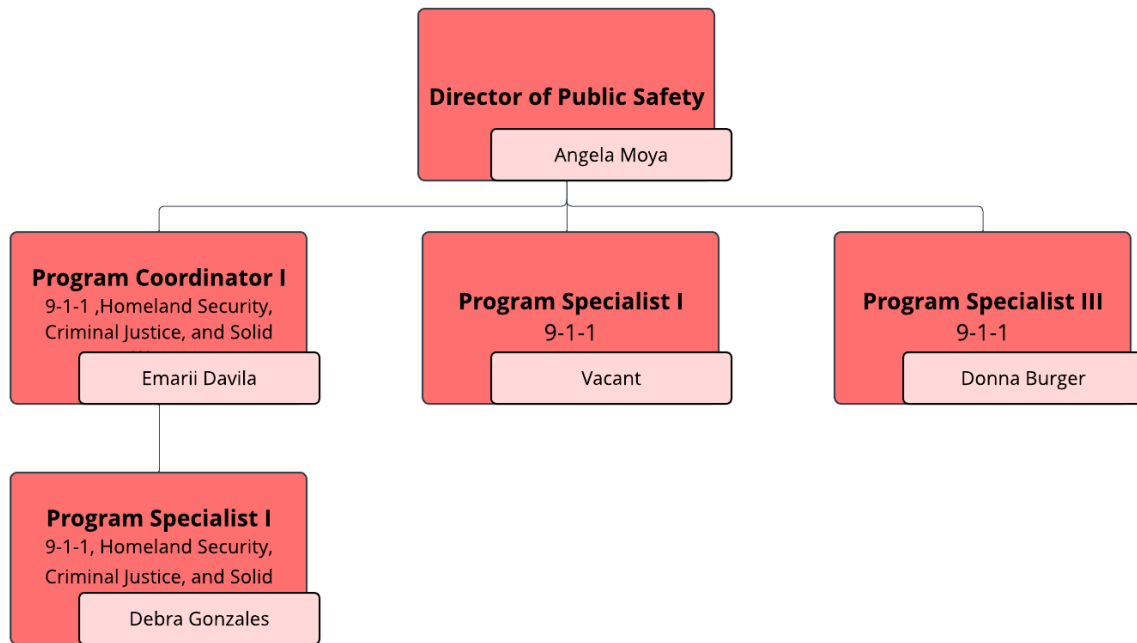 Director of Public Safety
Angela Moya
Program Coordinator I
9-1-1 ,Homeland Security,
Criminal Justice, and Solid
Emarii Davila
Program Specialist I
9-1-1
Vacant
Program Specialist III
9-1-1
Donna Burger
Program Specialist I
9-1-1, Homeland Security,
Criminal Justice, and Solid
Debra Gonzales